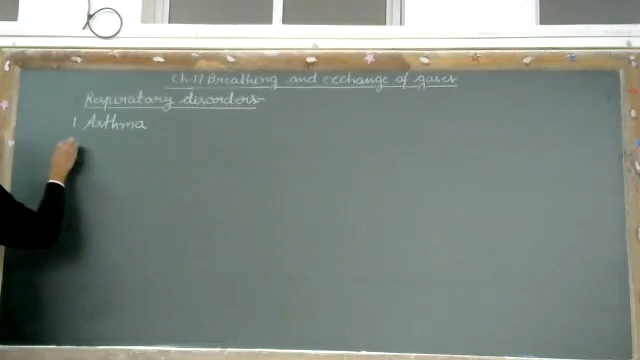 Ch.17 Breathing and exchange of gases
Respiratory disorders-
1. Asthma